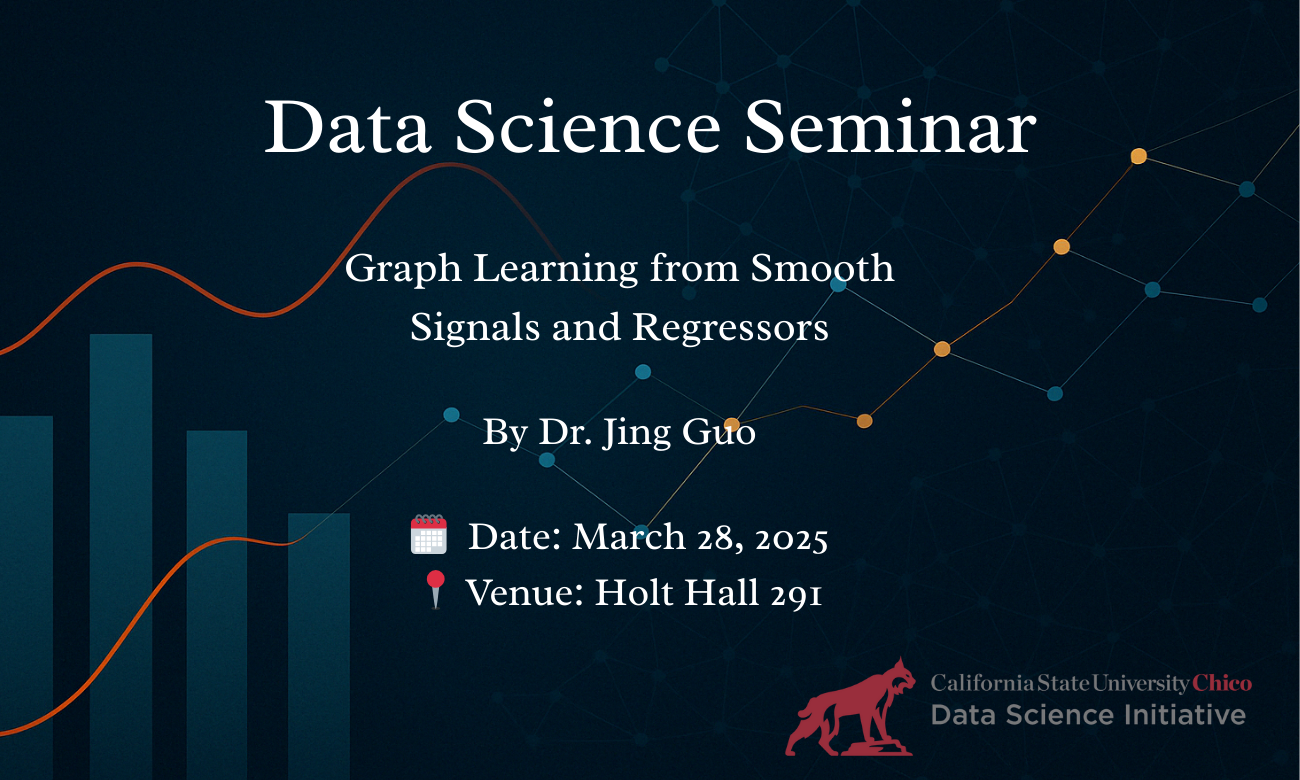 Data Science Seminar
Graph Learning from Smooth
Signals and Regressors
By Dr. Jing Guo
Date: March 28, 2025
Venue: Holt Hall 291
California State University Chico
Data Science Initiative